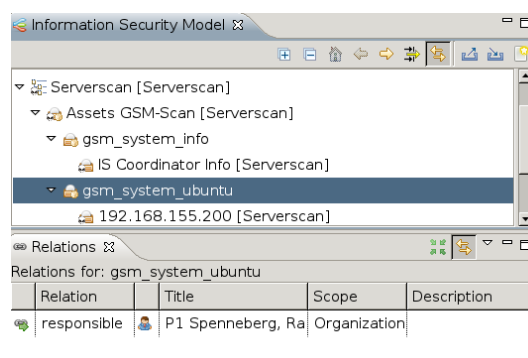 Information Security Model
Serverscan [Serverscan]
Assets GSM-Scan [Serverscan]
gsm_system_info
IS Coordinator Info [Serverscan]
gsm_system_ubuntu
192.168.155.200 [Serverscan]
Relations
Relations for: gsm_system_ubuntu
Relation Title Scope Description
responsible P1 Spenneberg, Ra Organization